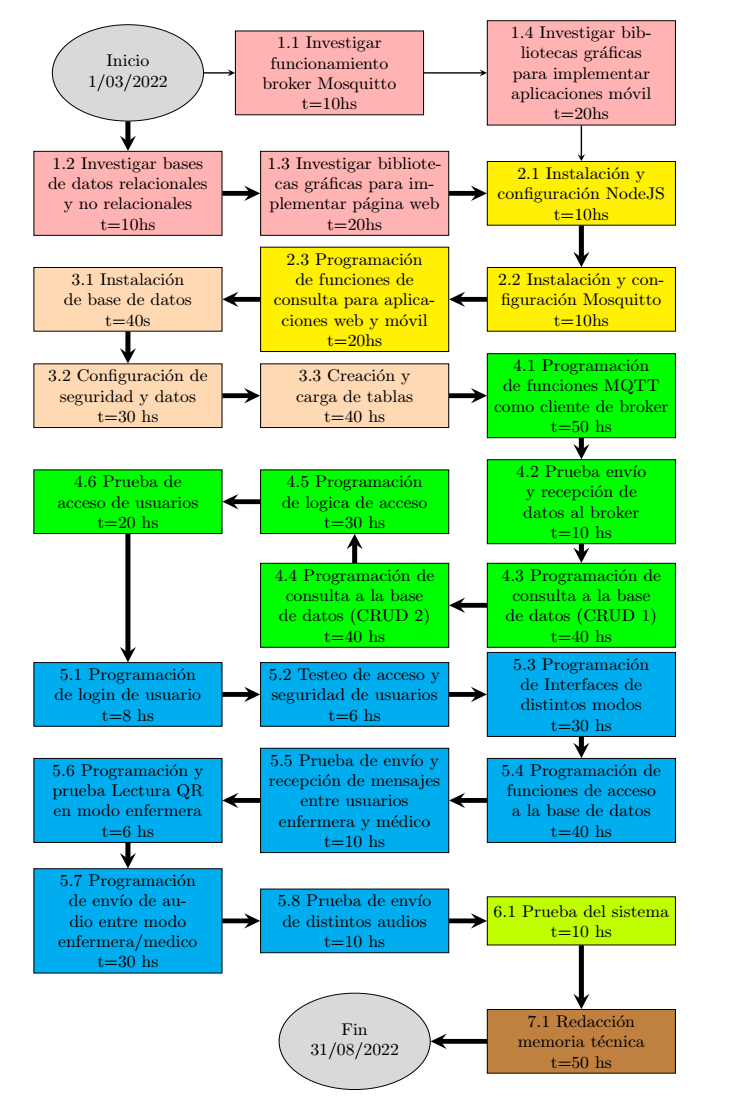 Inicio
1/03/2022
1.1 Investigar
funcionamiento
broker Mosquitto
t=10hs
1.4 Investigar bib-
liotecas gráficas
para implementar
aplicaciones móvil
t=20hs
1.2 Investigar bases
de datos relacionales
y no relacionales
t=10hs
1.3 Investigar bibliote-
cas gráficas para im-
plementar página web
t=20hs
2.1 Instalación y
configuración NodeJS
t=10hs
3.1 Instalación
de base de datos
t=40s
2.3 Programación
de funciones de
consulta para aplica-
ciones web y móvil
t=20hs
2.2 Instalación y con-
figuración Mosquitto
t=10hs
3.2 Configuración de
seguridad y datos
t=30 hs
3.3 Creación y
carga de tablas
t=40 hs
4.1 Programación
de funciones MQTT
como cliente de broker
t=50 hs
4.6 Prueba de
acceso de usuarios
t=20 hs
4.5 Programación
de logica de acceso
t=30 hs
4.2 Prueba envío
y recepción de
datos al broker
t=10 hs
4.4 Programación de
consulta a la base
de datos (CRUD 2)
t=40 hs
4.3 Programación de
consulta a la base
de datos (CRUD 1)
t=40 hs
5.1 Programación
de login de usuario
t=8 hs
5.2 Testeo de acceso y
seguridad de usuarios
t=6 hs
5.3 Programación
de Interfaces de
distintos modos
t=30 hs
5.6 Programación y
prueba Lectura QR
en modo enfermera
t=6 hs
5.5 Prueba de envío y
recepción de mensajes
entre usuarios
enfermera y médico
t=10 hs
5.4 Programación de
funciones de acceso
a la base de datos
t=40 hs
5.7 Programación
de envío de au-
dio entre modo
enfermera/medico
t=30 hs
5.8 Prueba de envío
de distintos audios
t=10 hs
6.1 Prueba del sistema
t=10 hs
Fin
31/08/2022
7.1 Redacción
memoria técnica
t=50 hs